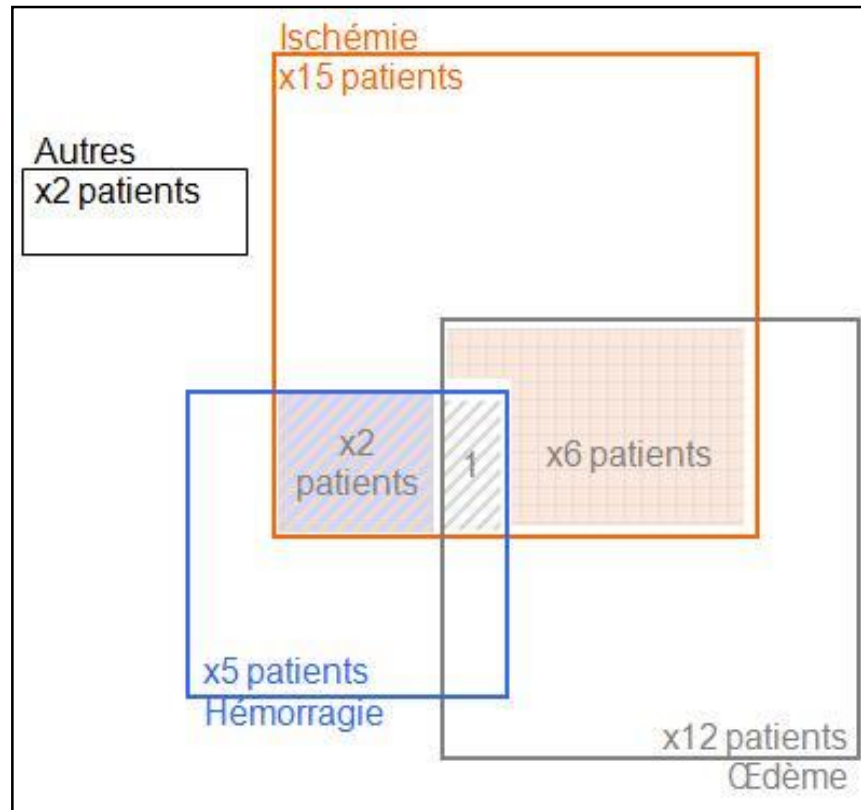 Ischémie
x15 patients
Autres
x2 patients
x2
patients
1
x6 patients
x5 patients
Hémorragie
x12 patients
Œdème